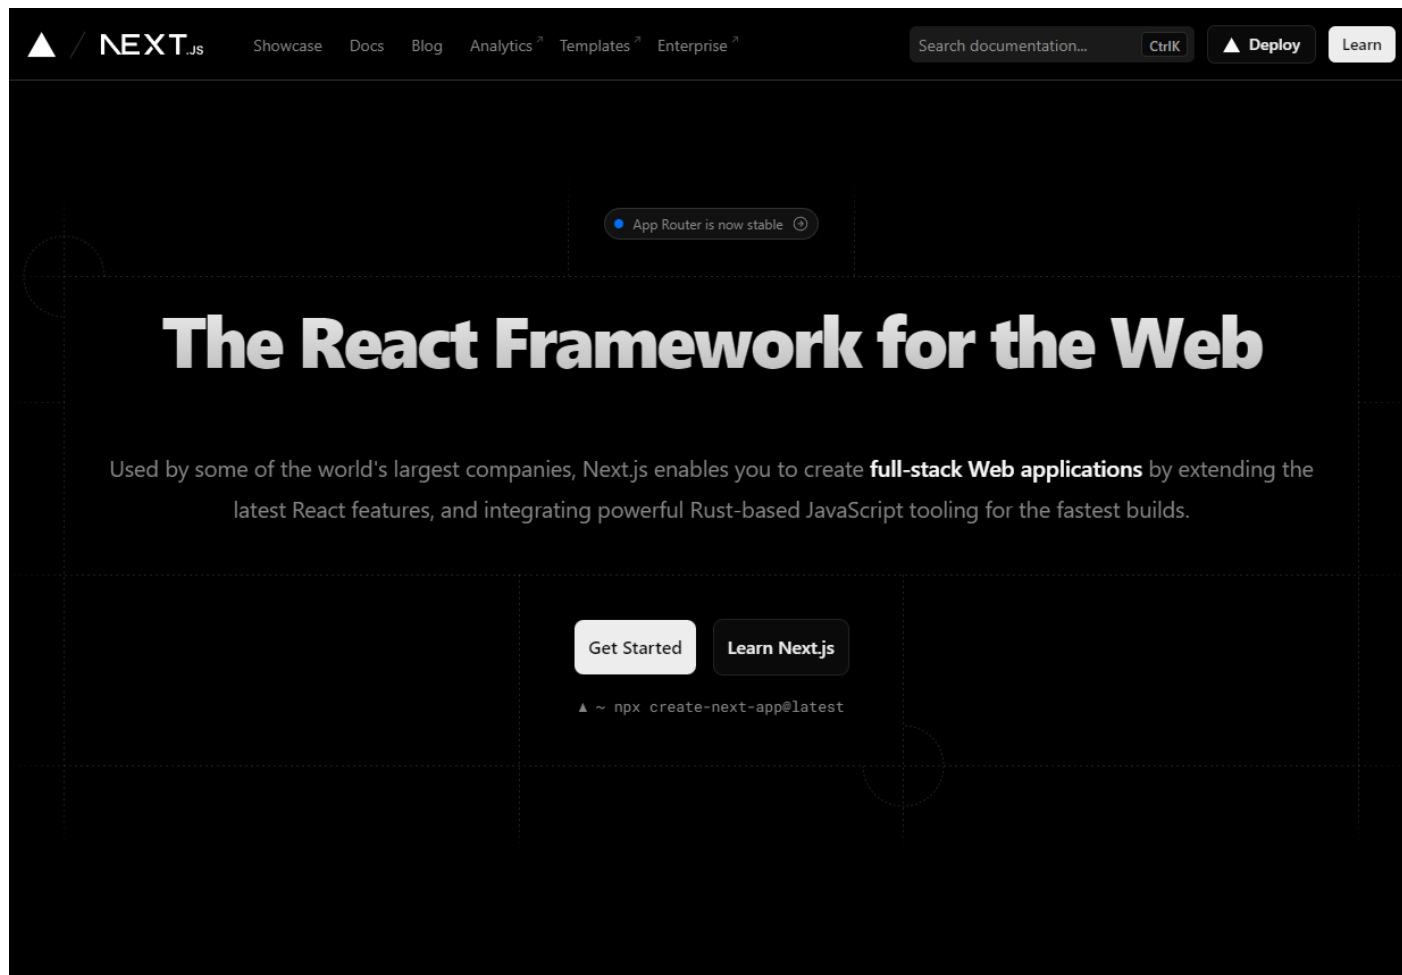 NEXT.JS
Showcase
Docs
Blog
Analytics
Templates
Enterprise
Search documentation...
CtrlK
Deploy
Learn
App Router is now stable
The React Framework for the Web
Used by some of the world's largest companies, Next.js enables you to create full-stack Web applications by extending the
latest React features, and integrating powerful Rust-based JavaScript tooling for the fastest builds.
Get Started
Learn Next.js
▲ ~ npx create-next-app@latest